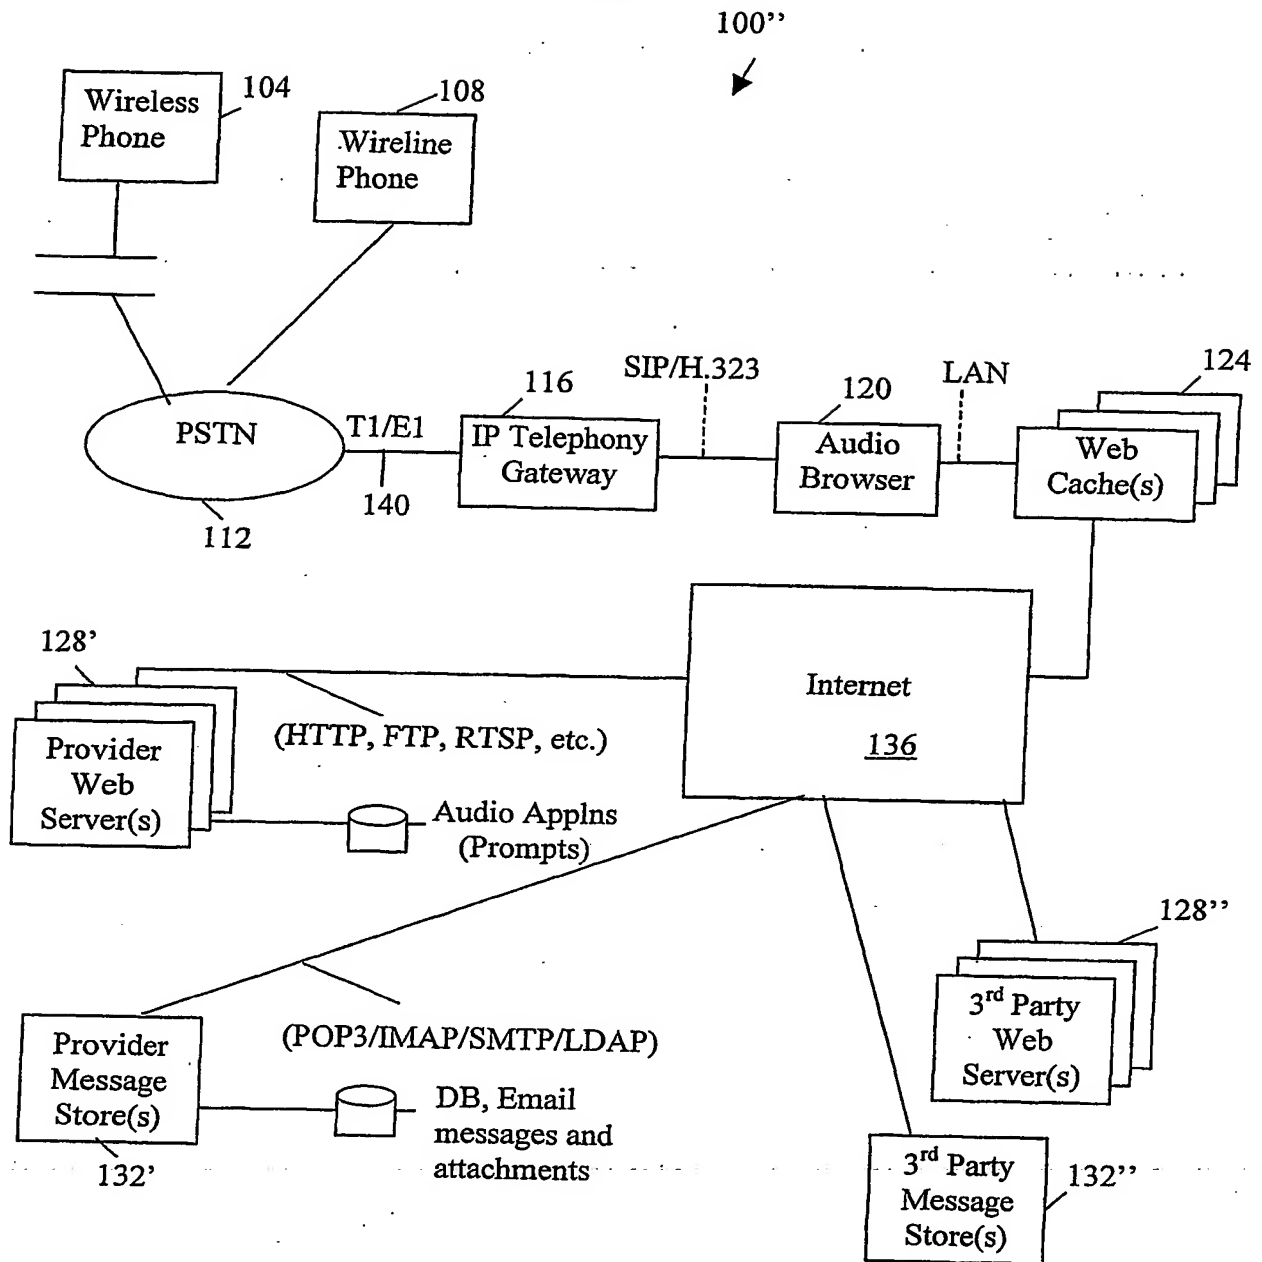 100’’
Wireless
Phone
104
108
Wireline
Phone
SIP/H.323
LAN
124
116
120
PSTN
T1/E1
IP Telephony
Gateway
Audio
Browser
Web
Cache(s)
140
112
128’
Internet
136
(HTTP, FTP, RTSP, etc.)
Provider
Web
Server(s)
Audio Applns
(Prompts)
128’’
3rd Party
Web
Server(s)
(POP3/IMAP/SMTP/LDAP)
Provider
Message
Store(s)
DB, Email
messages and
attachments
132’
3rd Party
Message
Store(s)
132’’